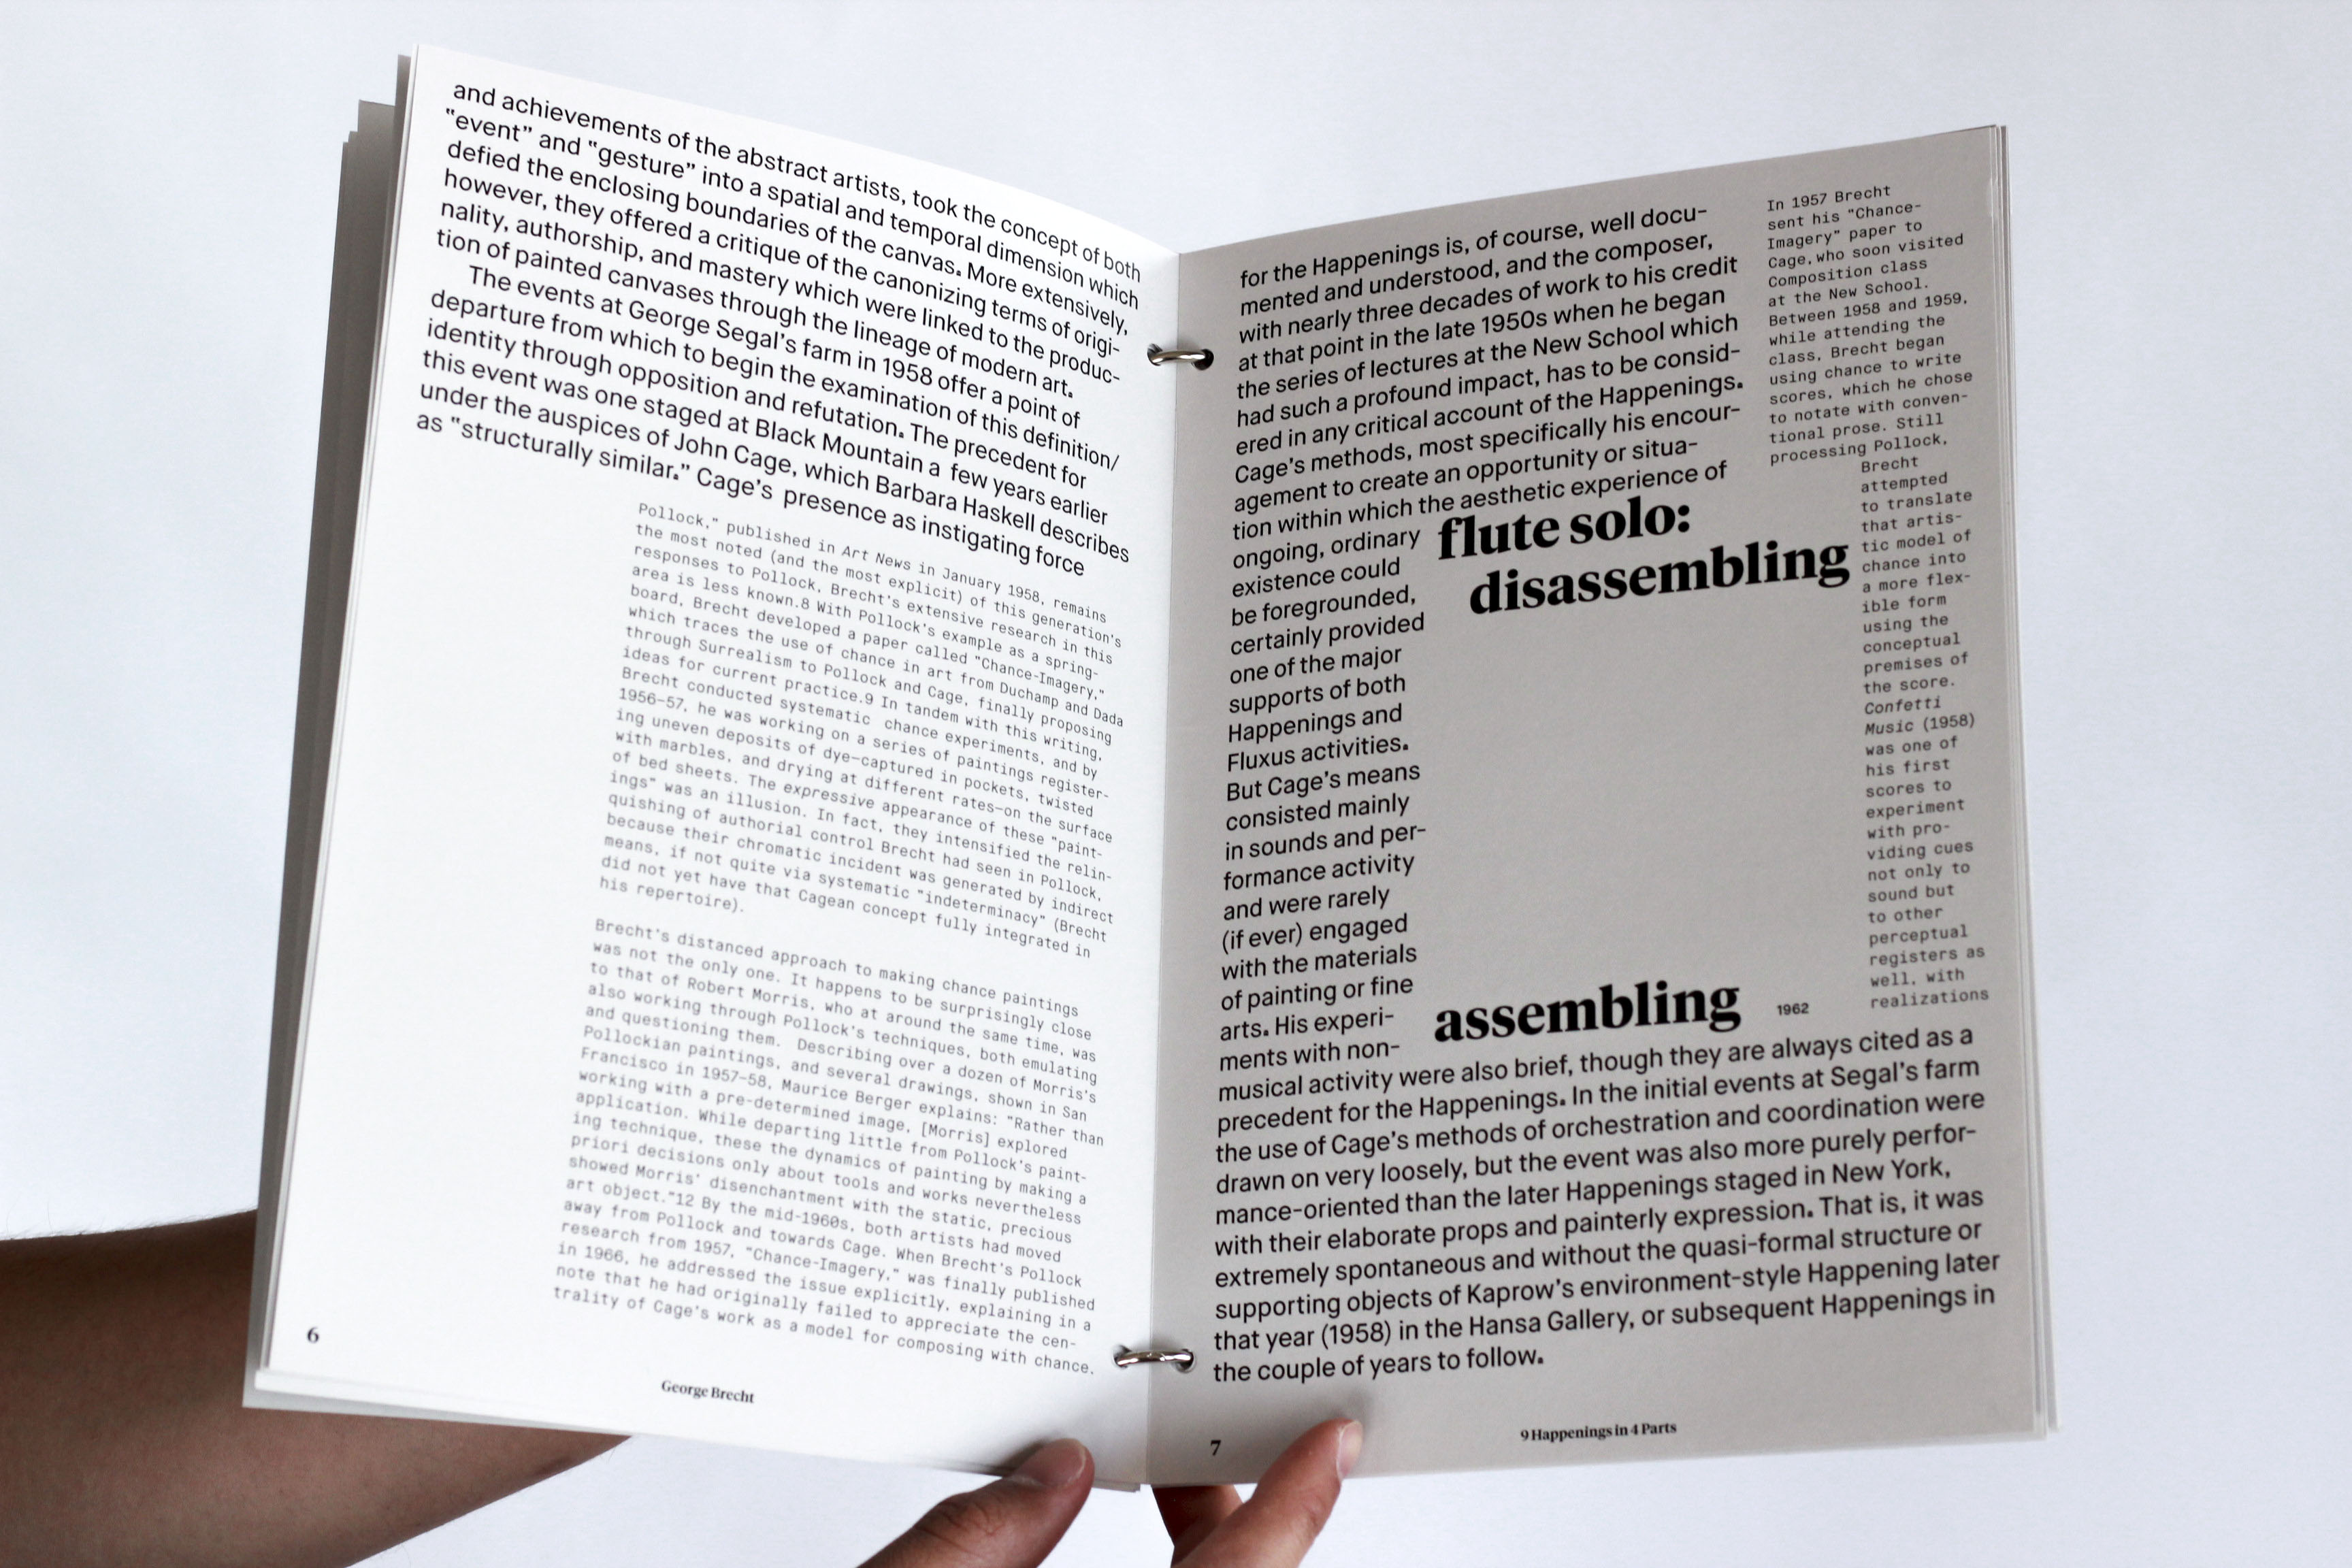 and achievements of the abstract artists, took the concept of both
“event” and “gesture” into a spatial and temporal dimension which
defied the enclosing boundaries of the canvas. More extensively,
however, they offered a critique of the canonizing terms of origi-
nality, authorship, and mastery which were linked to the produc-
tion of painted canvases through the lineage of modern art.
The events at George Segal’s farm in 1958 offer a point of
departure from which to begin the examination of this definition/
identity through opposition and refutation. The precedent for
this event was one staged at Black Mountain a few years earlier
under the auspices of John Cage, which Barbara Haskell describes
as “structurally similar.” Cage’s presence as instigating force
Pollock,” published in Art News in January 1958, remains
the most noted (and the most explicit) of this generation’s
responses to Pollock, Brecht’s extensive research in this
area is less known.8 With Pollock’s example as a spring-
board, Brecht developed a paper called “Chance-Imagery,”
which traces the use of chance in art from Duchamp and Dada
through Surrealism to Pollock and Cage, finally proposing
ideas for current practice.9 In tandem with this writing,
Brecht conducted systematic chance experiments, and by
1956–57, he was working on a series of paintings register-
ing uneven deposits of dye—captured in pockets, twisted
with marbles, and drying at different rates—on the surface
of bed sheets. The expressive appearance of these “paint-
ings” was an illusion. In fact, they intensified the relin-
quishing of authorial control Brecht had seen in Pollock,
because their chromatic incident was generated by indirect
means, if not quite via systematic “indeterminacy” (Brecht
did not yet have that Cagean concept fully integrated in
his repertoire).
Brecht’s distanced approach to making chance paintings
was not the only one. It happens to be surprisingly close
to that of Robert Morris, who at around the same time, was
also working through Pollock’s techniques, both emulating
and questioning them. Describing over a dozen of Morris’s
Pollockian paintings, and several drawings, shown in San
Francisco in 1957–58, Maurice Berger explains: “Rather than
working with a pre-determined image, [Morris] explored
application. While departing little from Pollock’s paint-
ing technique, these the dynamics of painting by making a
priori decisions only about tools and works nevertheless
showed Morris’ disenchantment with the static, precious
art object.”12 By the mid-1960s, both artists had moved
away from Pollock and towards Cage. When Brecht’s Pollock
research from 1957, “Chance-Imagery,” was finally published
in 1966, he addressed the issue explicitly, explaining in a
note that he had originally failed to appreciate the cen-
trality of Cage’s work as a model for composing with chance.
6
George Brecht
for the Happenings is, of course, well docu-
mented and understood, and the composer,
with nearly three decades of work to his credit
at that point in the late 1950s when he began
the series of lectures at the New School which
had such a profound impact, has to be consid-
ered in any critical account of the Happenings.
Cage’s methods, most specifically his encour-
agement to create an opportunity or situa-
tion within which the aesthetic experience of
ongoing, ordinary
existence could
be foregrounded,
certainly provided
one of the major
supports of both
Happenings and
Fluxus activities.
But Cage’s means
consisted mainly
in sounds and per-
formance activity
and were rarely
(if ever) engaged
with the materials
of painting or fine
arts. His experi-
ments with non-
musical activity were also brief, though they are always cited as a
precedent for the Happenings. In the initial events at Segal’s farm
the use of Cage’s methods of orchestration and coordination were
drawn on very loosely, but the event was also more purely perfor-
mance-oriented than the later Happenings staged in New York,
with their elaborate props and painterly expression. That is, it was
extremely spontaneous and without the quasi-formal structure or
supporting objects of Kaprow’s environment-style Happening later
that year (1958) in the Hansa Gallery, or subsequent Happenings in
the couple of years to follow.
flute solo:
disassembling
assembling
1962
In 1957 Brecht
sent his “Chance-
Imagery” paper to
Cage, who soon visited
Composition class
at the New School.
Between 1958 and 1959,
while attending the
class, Brecht began
using chance to write
scores, which he chose
to notate with conven-
tional prose. Still
processing Pollock,
Brecht
attempted
to translate
that artis-
tic model of
chance into
a more flex-
ible form
using the
conceptual
premises of
the score.
Confetti
Music (1958)
was one of
his first
scores to
experiment
with pro-
viding cues
not only to
sound but
to other
perceptual
registers as
well, with
realizations
7
9 Happenings in 4 Parts